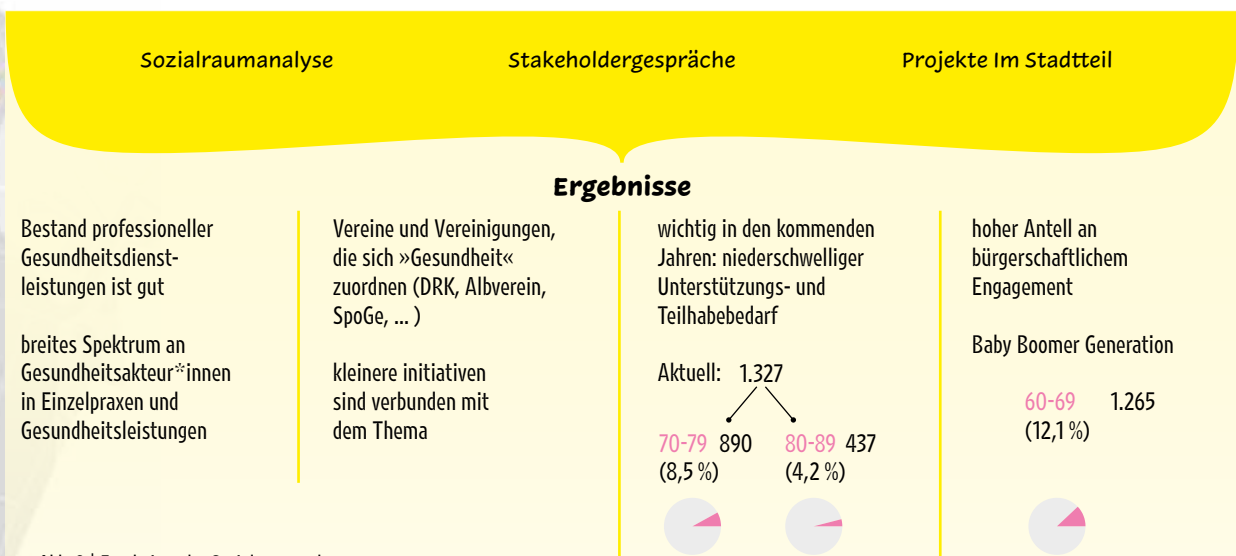 Sozialraumanalyse
Stakeholdergespräche
Projekte Im Stadtteil
Ergebnisse
Bestand professioneller
Gesundheitsdienst-
leistungen ist gut
breites Spektrum an
Gesundheitsakteur*innen
in Einzelpraxen und
Gesundheitsleistungen
Vereine und Vereinigungen,
die sich »Gesundheit«
zuordnen (DRK, Albverein,
SpoGe, ... )
kleinere initiativen
sind verbunden mit
dem Thema
wichtig in den kommenden
Jahren: niederschwelliger
Unterstützungs- und
Teilhabebedarf
Aktuell: 1.327
70-79 890 80-89 437
(8,5 %) (4,2 %)
hoher Antell an
bürgerschaftlichem
Engagement
Baby Boomer Generation
60-69 1.265
(12,1 %)